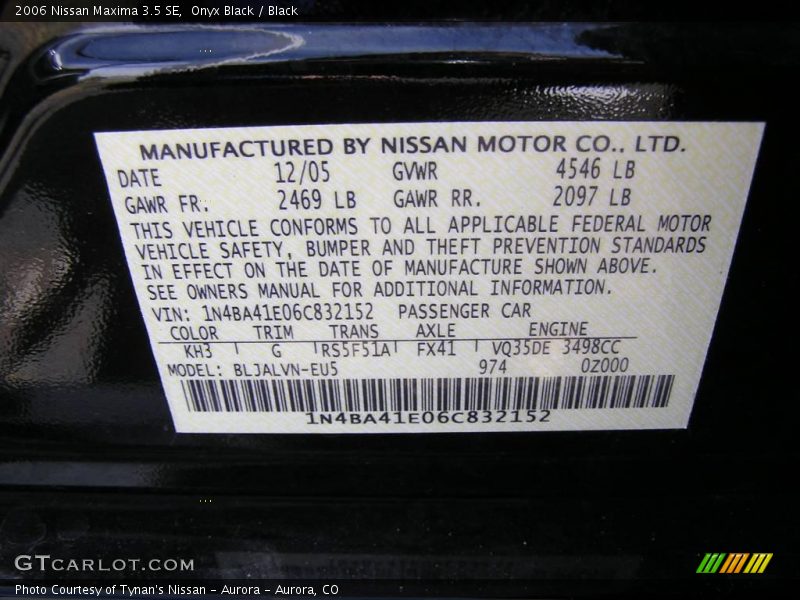 2006 Nissan Maxima 3.5 SE,  Onyx Black / Black
MANUFACTURED BY NISSAN MOTOR CO., LTD.
DATE 12/05 GVWR 4546 LB
GAWR FR. 2469 LB GAWR RR. 2097 LB
THIS VEHICLE CONFORMS TO ALL APPLICABLE FEDERAL MOTOR
VEHICLE SAFETY, BUMPER AND THEFT PREVENTION STANDARDS
IN EFFECT ON THE DATE OF MANUFACTURE SHOWN ABOVE.
SEE OWNERS MANUAL FOR ADDITIONAL INFORMATION.
VIN: 1N4BA41E06C832152 PASSENGER CAR
COLOR TRIM TRANS AXLE ENGINE
KH3 G RS5F51A FX41 VQ35DE 3498CC
MODEL: BLJALVN-EU5 974 0Z000
1N4BA41E06C832152
GTCARLOT.COM
Photo Courtesy of Tynan's Nissan - Aurora - Aurora, CO